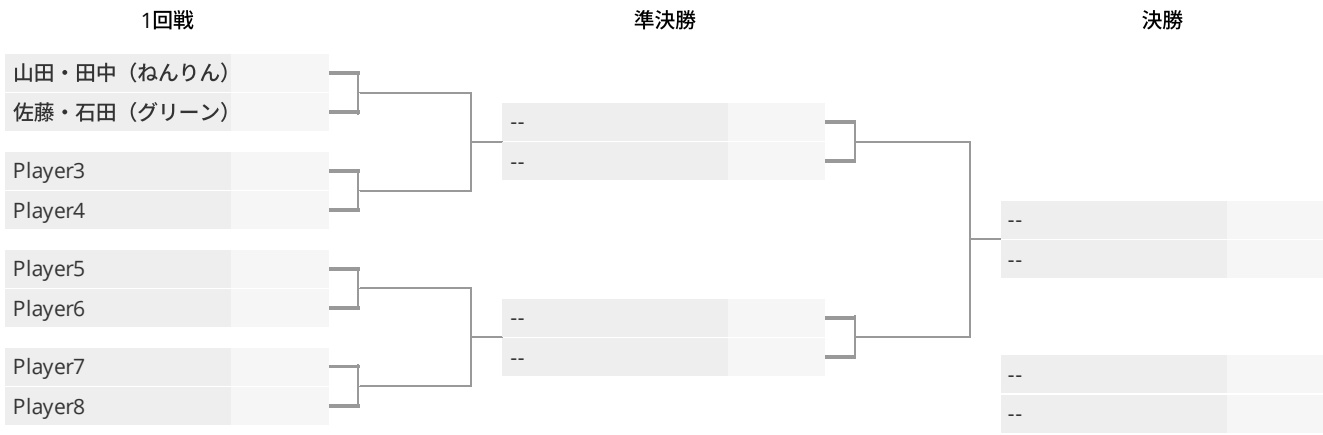 1回戦
準決勝
決勝
山田・田中（ねんりん）
佐藤・石田（グリーン）
Player3
Player4
Player5
Player6
Player7
Player8
--
--
--
--
--
--
--
--